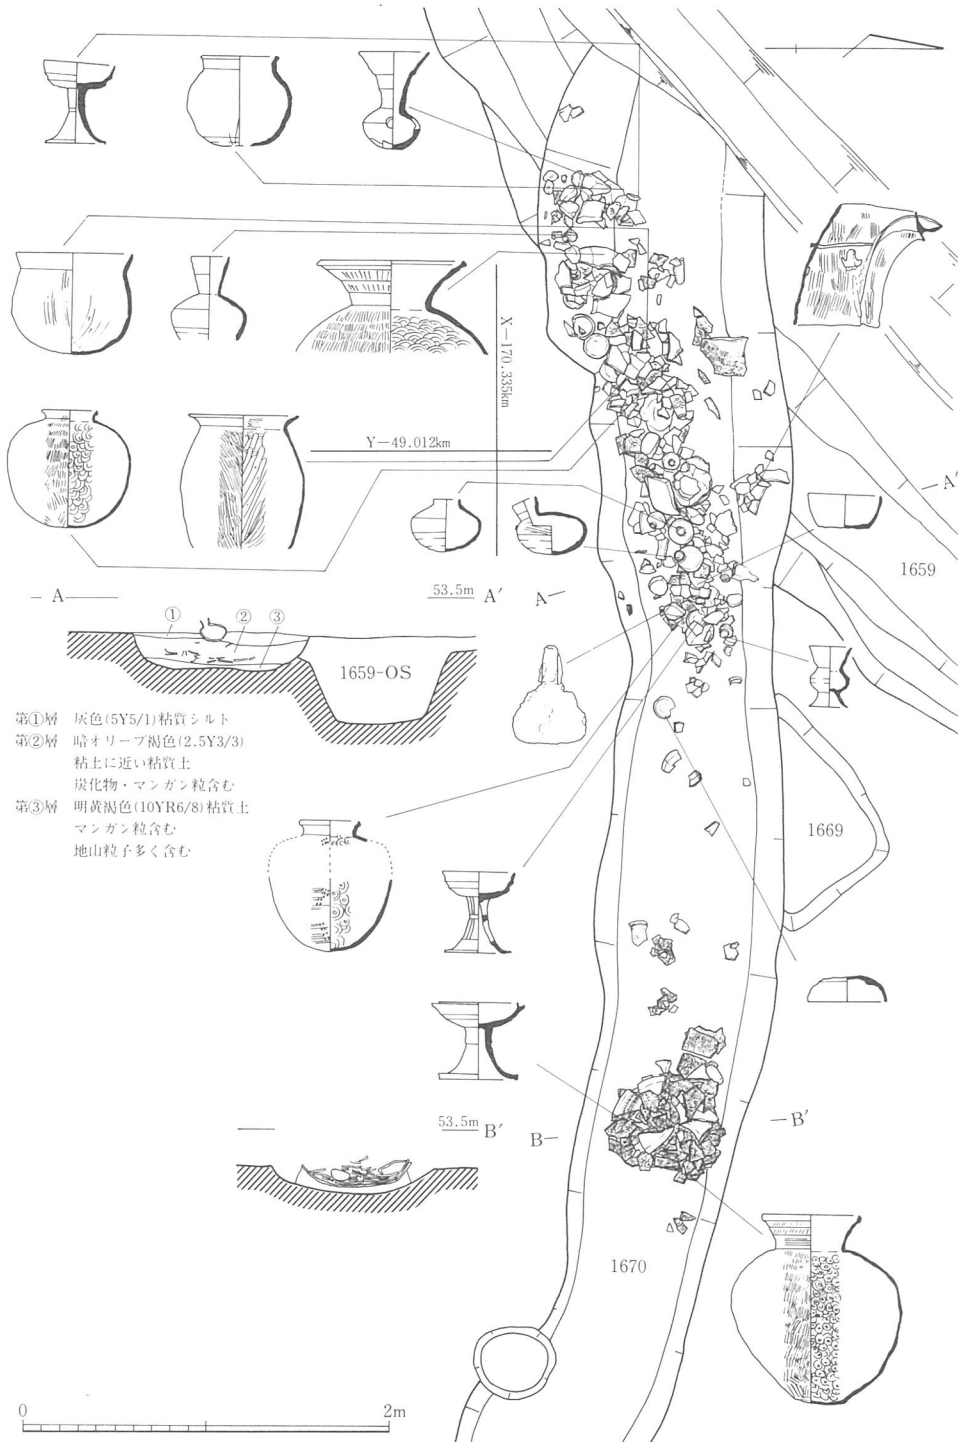 X－170.335km
Y－49.012km
A′
1659
A
53.5m A′
A
① ② ③
1659-OS
第①層 灰色(5Y5/1)粘質シルト
第②層 暗オリーブ褐色(2.5Y3/3)
粘土に近い粘質土
炭化物・マンガン粒含む
第③層 明黄褐色(10YR6/8)粘質土
マンガン粒含む
地山粒子多く含む
1669
53.5m B′
B
B′
1670
0 2m